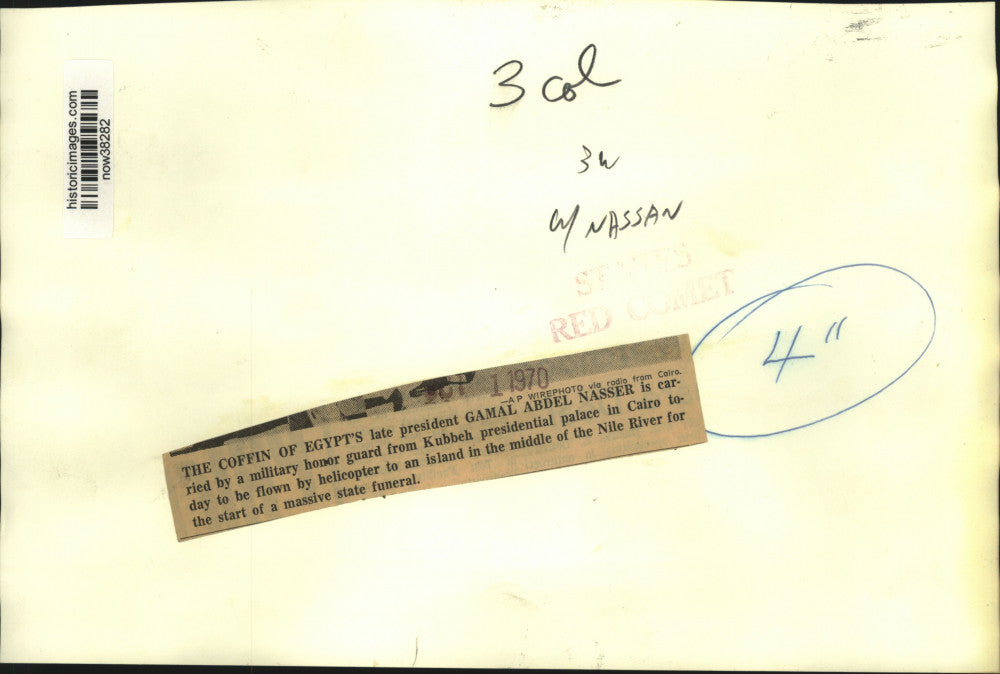 historicimages.com
now38282
3 col
3w
w/ NASSAN
RED COMET
4"
1 1970
—AP WIREPHOTO via radio from Cairo.
THE COFFIN OF EGYPT'S late president GAMAL ABDEL NASSER is car-
ried by a military honor guard from Kubbeh presidential palace in Cairo to-
day to be flown by helicopter to an island in the middle of the Nile River for
the start of a massive state funeral.